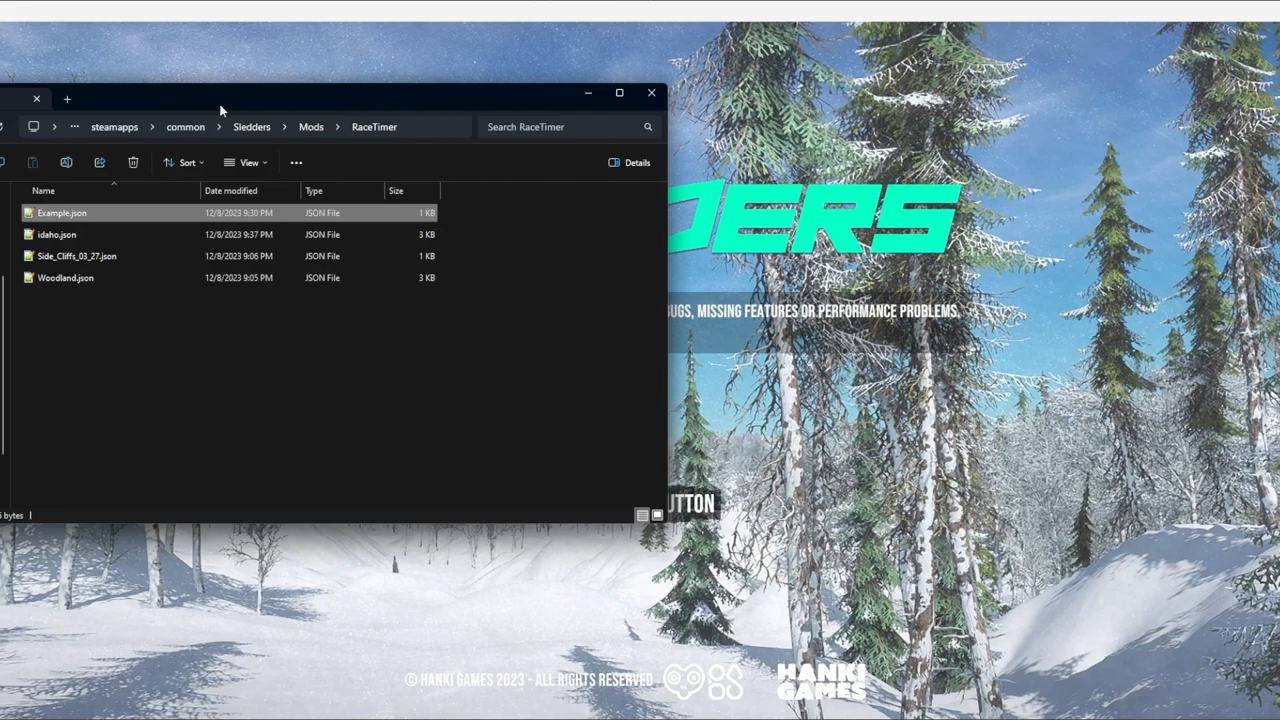 steamapps > common > Sledders > Mods > RaceTimer
Search RaceTimer
Sort
View
Details
Name Date modified Type Size
Example.json 12/8/2023 9:30 PM JSON File 1 KB
idaho.json 12/8/2023 9:37 PM JSON File 3 KB
Side_Cliffs_03_27.json 12/8/2023 9:06 PM JSON File 1 KB
Woodland.json 12/8/2023 9:05 PM JSON File 3 KB
DERS
BUGS, MISSING FEATURES OR PERFORMANCE PROBLEMS.
UTTON
bytes
© HANKI GAMES 2023 - ALL RIGHTS RESERVED
HANKI
GAMES